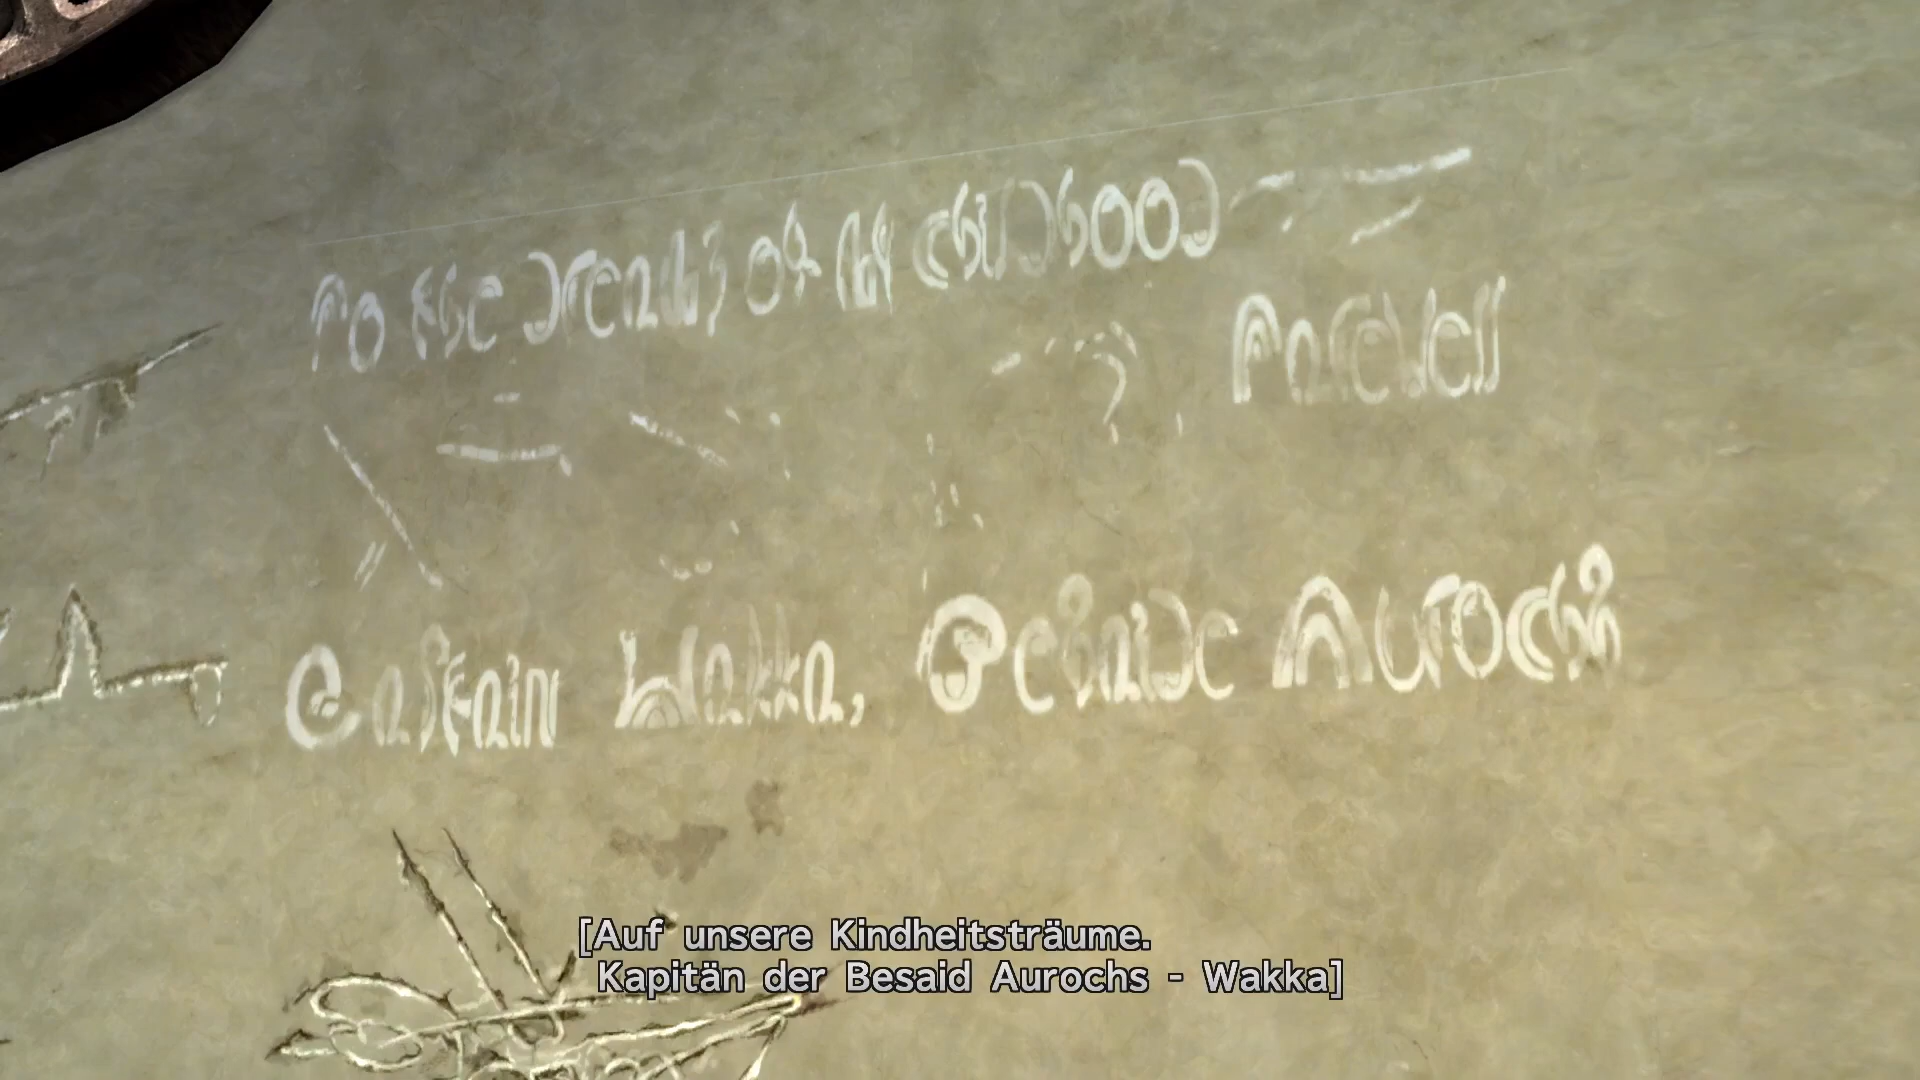 To the dreams of my childhood
Farewell
Captain Wakka, Besaid Aurochs
[Auf unsere Kindheitsträume.
Kapitän der Besaid Aurochs - Wakka]